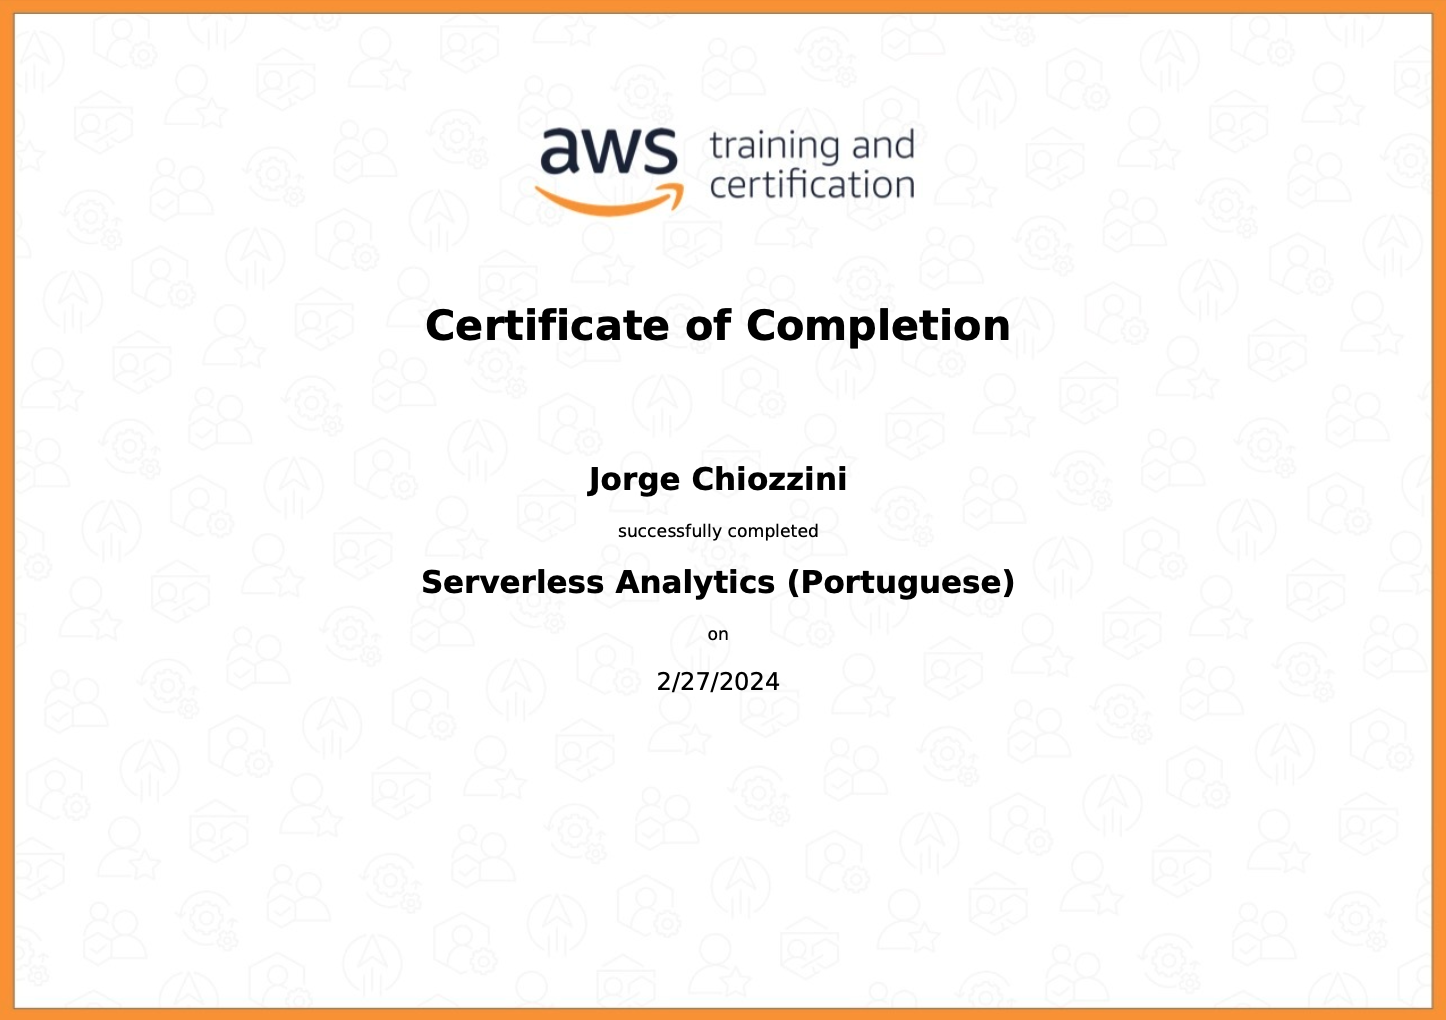 aws training and
certification
Certificate of Completion
Jorge Chiozzini
successfully completed
Serverless Analytics (Portuguese)
on
2/27/2024